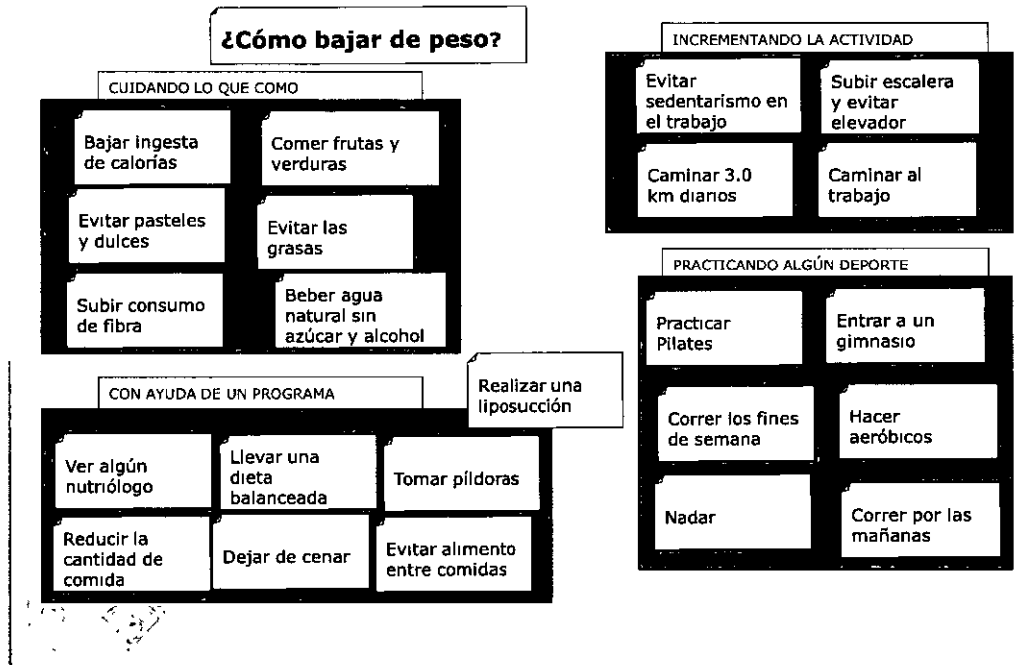 ¿Cómo bajar de peso?
CUIDANDO LO QUE COMO
Bajar ingesta
de calorías
Comer frutas y
verduras
Evitar pasteles
y dulces
Evitar las
grasas
Subir consumo
de fibra
Beber agua
natural sin
azúcar y alcohol
CON AYUDA DE UN PROGRAMA
Realizar una
liposucción
Ver algún
nutriólogo
Llevar una
dieta
balanceada
Tomar píldoras
Reducir la
cantidad de
comida
Dejar de cenar
Evitar alimento
entre comidas
INCREMENTANDO LA ACTIVIDAD
Evitar
sedentarismo en
el trabajo
Subir escalera
y evitar
elevador
Caminar 3.0
km diarios
Caminar al
trabajo
PRACTICANDO ALGÚN DEPORTE
Practicar
Pilates
Entrar a un
gimnasio
Correr los fines
de semana
Hacer
aeróbicos
Nadar
Correr por las
mañanas